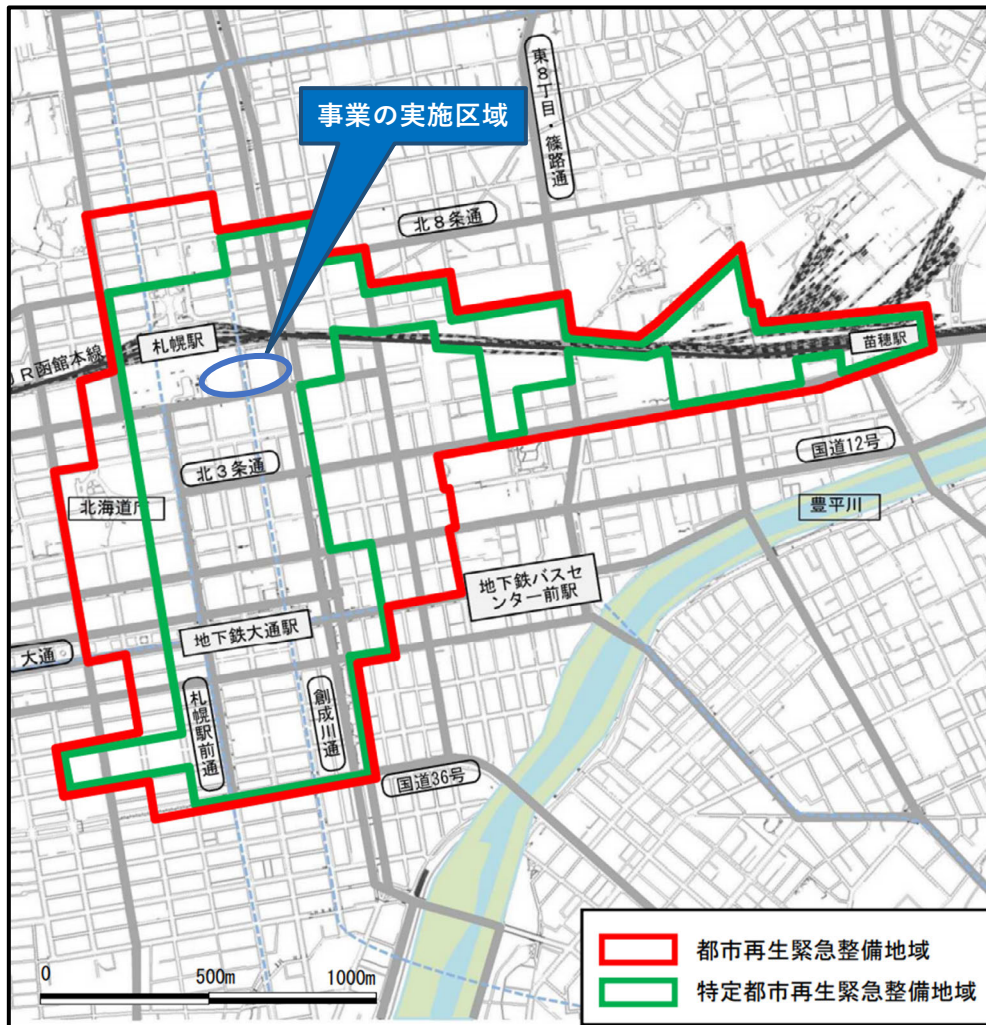 事業の実施区域
東8丁目・篠路通
北8条通
札幌駅
JR函館本線
苗穂駅
北3条通
国道12号
北海道庁
豊平川
地下鉄バスセ
ンター前駅
地下鉄大通駅
大通
札幌駅前通
創成川通
国道36号
0 500m 1000m
都市再生緊急整備地域
特定都市再生緊急整備地域